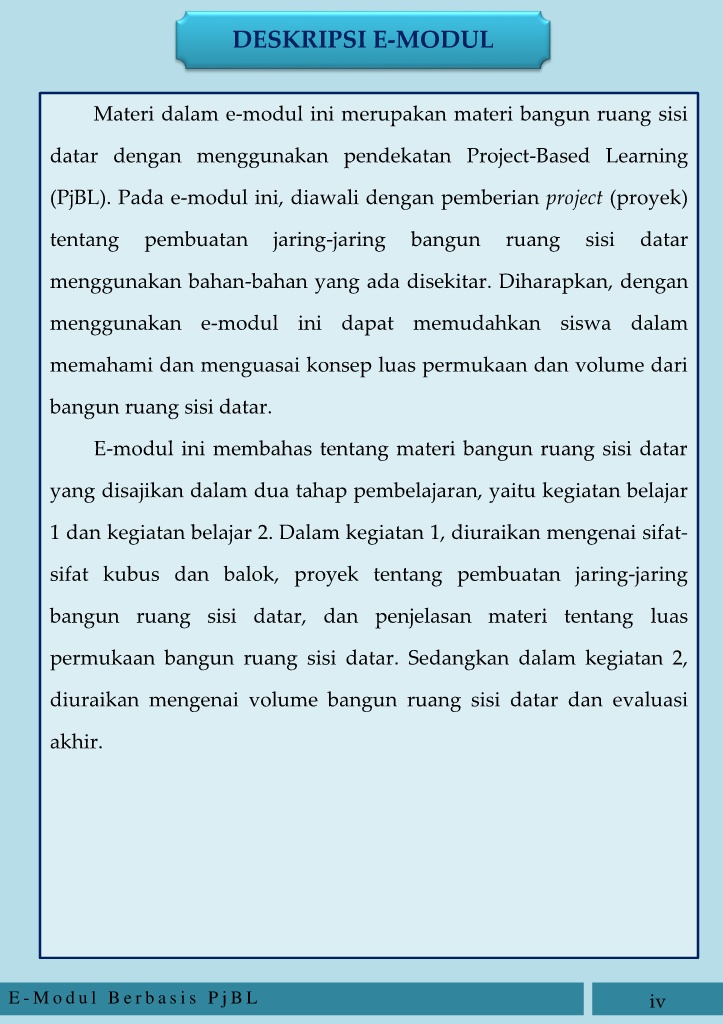 DESKRIPSI E-MODUL
Materi dalam e-modul ini merupakan materi bangun ruang sisi
datar dengan menggunakan pendekatan Project-Based Learning
(PjBL). Pada e-modul ini, diawali dengan pemberian project (proyek)
tentang pembuatan jaring-jaring bangun ruang sisi datar
menggunakan bahan-bahan yang ada disekitar. Diharapkan, dengan
menggunakan e-modul ini dapat memudahkan siswa dalam
memahami dan menguasai konsep luas permukaan dan volume dari
bangun ruang sisi datar.
E-modul ini membahas tentang materi bangun ruang sisi datar
yang disajikan dalam dua tahap pembelajaran, yaitu kegiatan belajar
1 dan kegiatan belajar 2. Dalam kegiatan 1, diuraikan mengenai sifat-
sifat kubus dan balok, proyek tentang pembuatan jaring-jaring
bangun ruang sisi datar, dan penjelasan materi tentang luas
permukaan bangun ruang sisi datar. Sedangkan dalam kegiatan 2,
diuraikan mengenai volume bangun ruang sisi datar dan evaluasi
akhir.
E-Modul Berbasis PjBL
iv